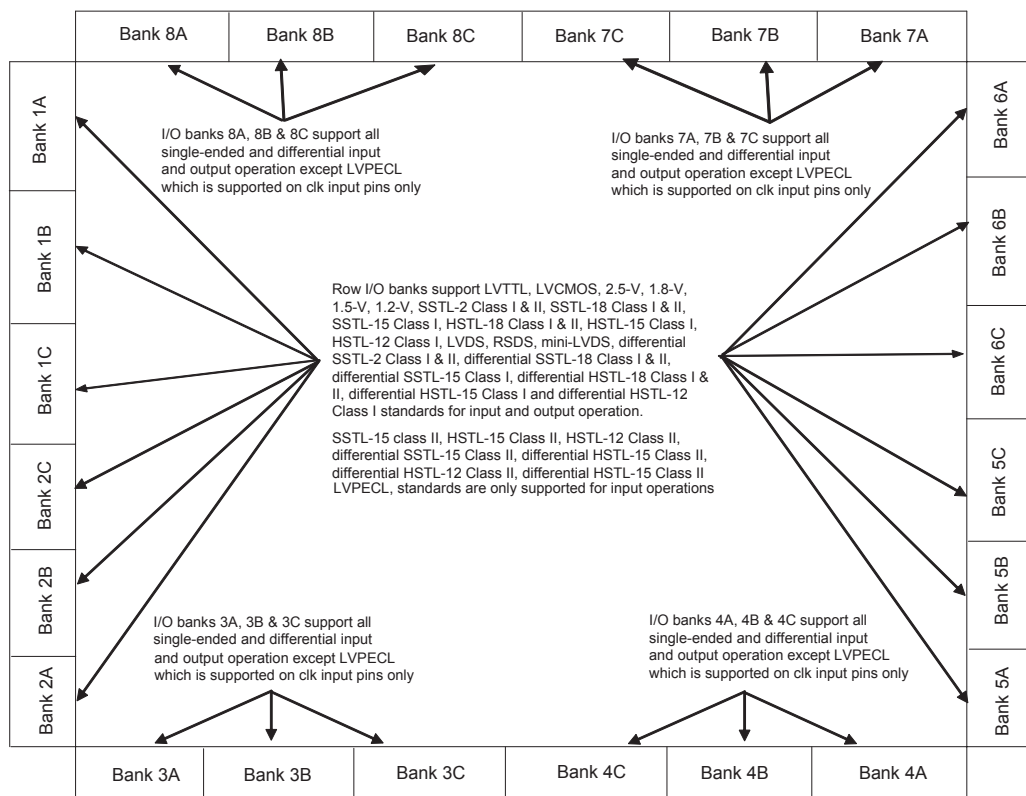 Bank 8A
Bank 8B
Bank 8C
Bank 7C
Bank 7B
Bank 7A
Bank 1A
Bank 1B
Bank 1C
Bank 2C
Bank 2B
Bank 2A
I/O banks 8A, 8B & 8C support all
single-ended and differential input
and output operation except LVPECL
which is supported on clk input pins only
I/O banks 7A, 7B & 7C support all
single-ended and differential input
and output operation except LVPECL
which is supported on clk input pins only
Row I/O banks support LVTTL, LVCMOS, 2.5-V, 1.8-V,
1.5-V, 1.2-V, SSTL-2 Class I & II, SSTL-18 Class I & II,
SSTL-15 Class I, HSTL-18 Class I & II, HSTL-15 Class I,
HSTL-12 Class I, LVDS, RSDS, mini-LVDS, differential
SSTL-2 Class I & II, differential SSTL-18 Class I & II,
differential SSTL-15 Class I, differential HSTL-18 Class I &
II, differential HSTL-15 Class I and differential HSTL-12
Class I standards for input and output operation.
SSTL-15 class II, HSTL-15 Class II, HSTL-12 Class II,
differential SSTL-15 Class II, differential HSTL-15 Class II,
differential HSTL-12 Class II, differential HSTL-15 Class II
LVPECL, standards are only supported for input operations
I/O banks 3A, 3B & 3C support all
single-ended and differential input
and output operation except LVPECL
which is supported on clk input pins only
I/O banks 4A, 4B & 4C support all
single-ended and differential input
and output operation except LVPECL
which is supported on clk input pins only
Bank 6A
Bank 6B
Bank 6C
Bank 5C
Bank 5B
Bank 5A
Bank 3A
Bank 3B
Bank 3C
Bank 4C
Bank 4B
Bank 4A